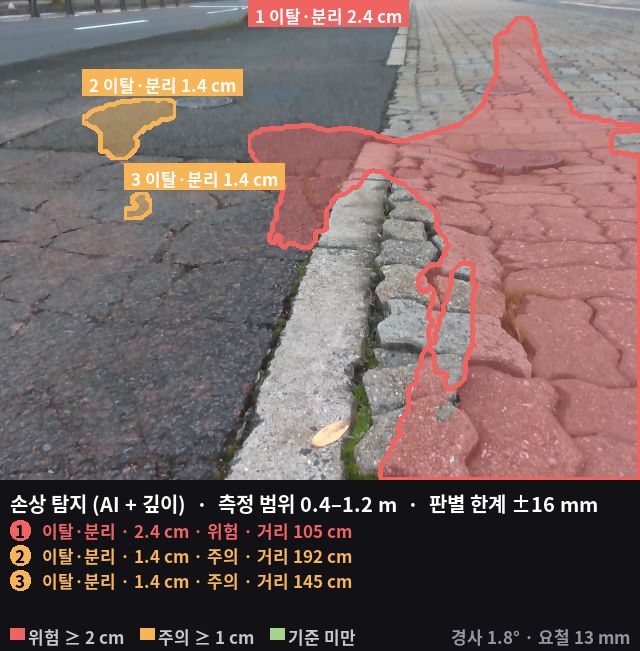 1 이탈·분리 2.4 cm
2 이탈·분리 1.4 cm
3 이탈·분리 1.4 cm
손상 탐지 (AI + 깊이) · 측정 범위 0.4–1.2 m · 판별 한계 ±16 mm
1 이탈·분리 · 2.4 cm · 위험 · 거리 105 cm
2 이탈·분리 · 1.4 cm · 주의 · 거리 192 cm
3 이탈·분리 · 1.4 cm · 주의 · 거리 145 cm
위험 ≥ 2 cm 주의 ≥ 1 cm 기준 미만 경사 1.8° · 요철 13 mm